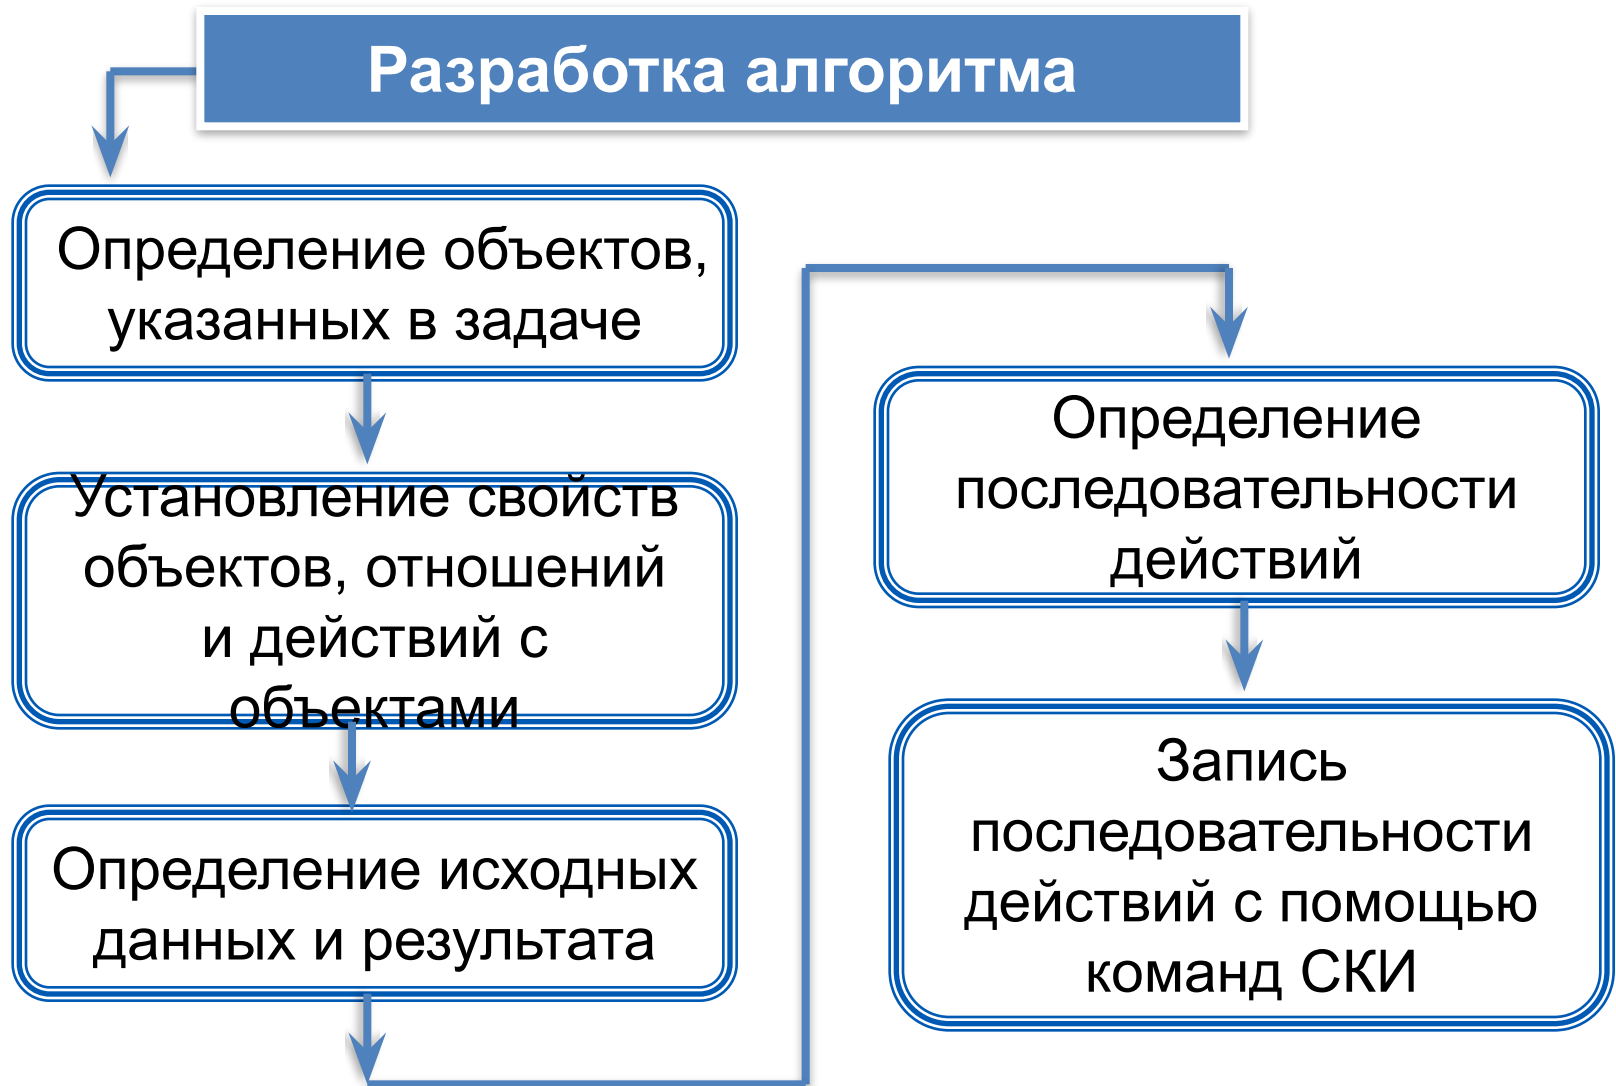 Разработка алгоритма
Определение объектов,
указанных в задаче
Установление свойств
объектов, отношений
и действий с
объектами
Определение исходных
данных и результата
Определение
последовательности
действий
Запись
последовательности
действий с помощью
команд СКИ